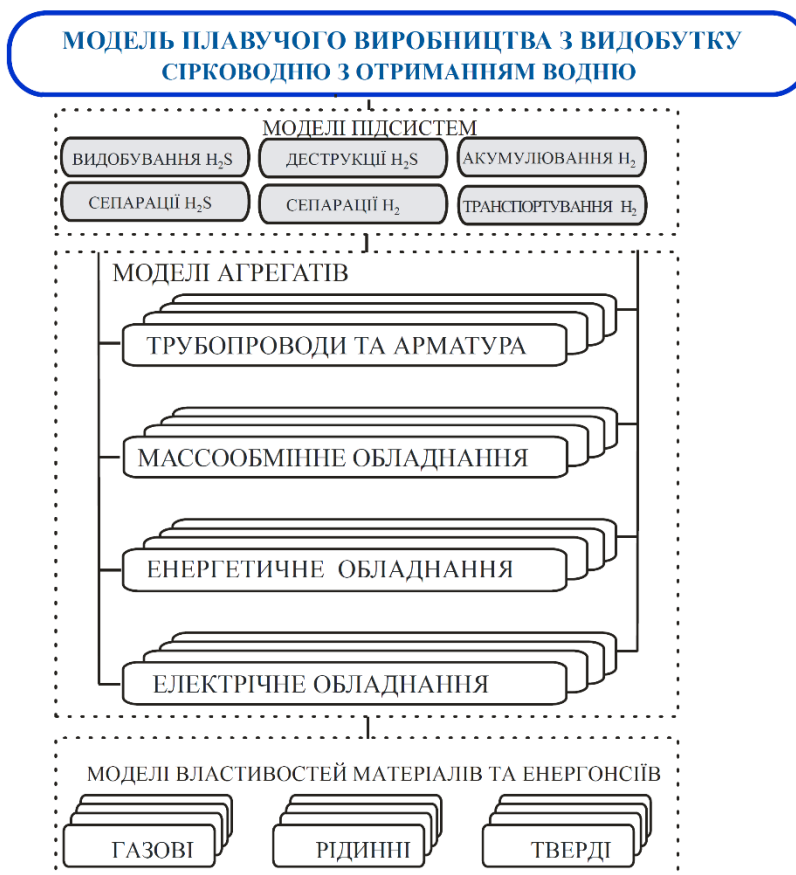 МОДЕЛЬ ПЛАВУЧОГО ВИРОБНИЦТВА З ВИДОБУТКУ
СІРКОВОДНЮ З ОТРИМАННЯМ ВОДНЮ
МОДЕЛІ ПІДСИСТЕМ
ВИДОБУВАННЯ H₂S
ДЕСТРУКЦІЇ H₂S
АКУМУЛЮВАННЯ H₂
СЕПАРАЦІЇ H₂S
СЕПАРАЦІЇ H₂
ТРАНСПОРТУВАННЯ H₂
МОДЕЛІ АГРЕГАТІВ
ТРУБОПРОВОДИ ТА АРМАТУРА
МАССООБМІННЕ ОБЛАДНАННЯ
ЕНЕРГЕТИЧНЕ ОБЛАДНАННЯ
ЕЛЕКТРІЧНЕ ОБЛАДНАННЯ
МОДЕЛІ ВЛАСТИВОСТЕЙ МАТЕРІАЛІВ ТА ЕНЕРГОНСІЇВ
ГАЗОВІ
РІДИННІ
ТВЕРДІ